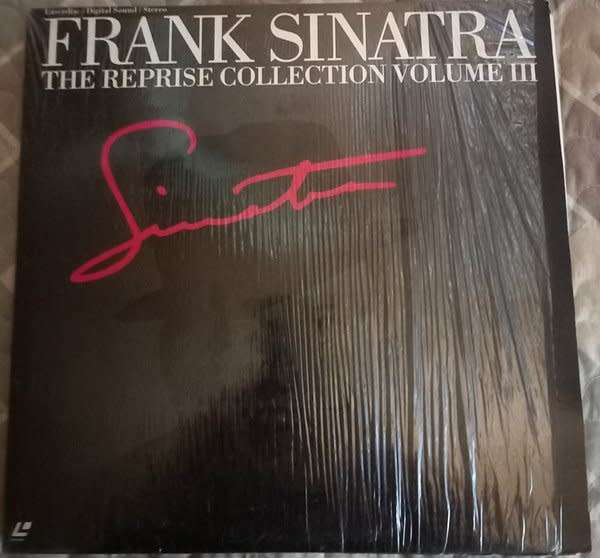 Laserdisc / Digital Sound / Stereo
FRANK SINATRA
THE REPRISE COLLECTION VOLUME III
Sinatra